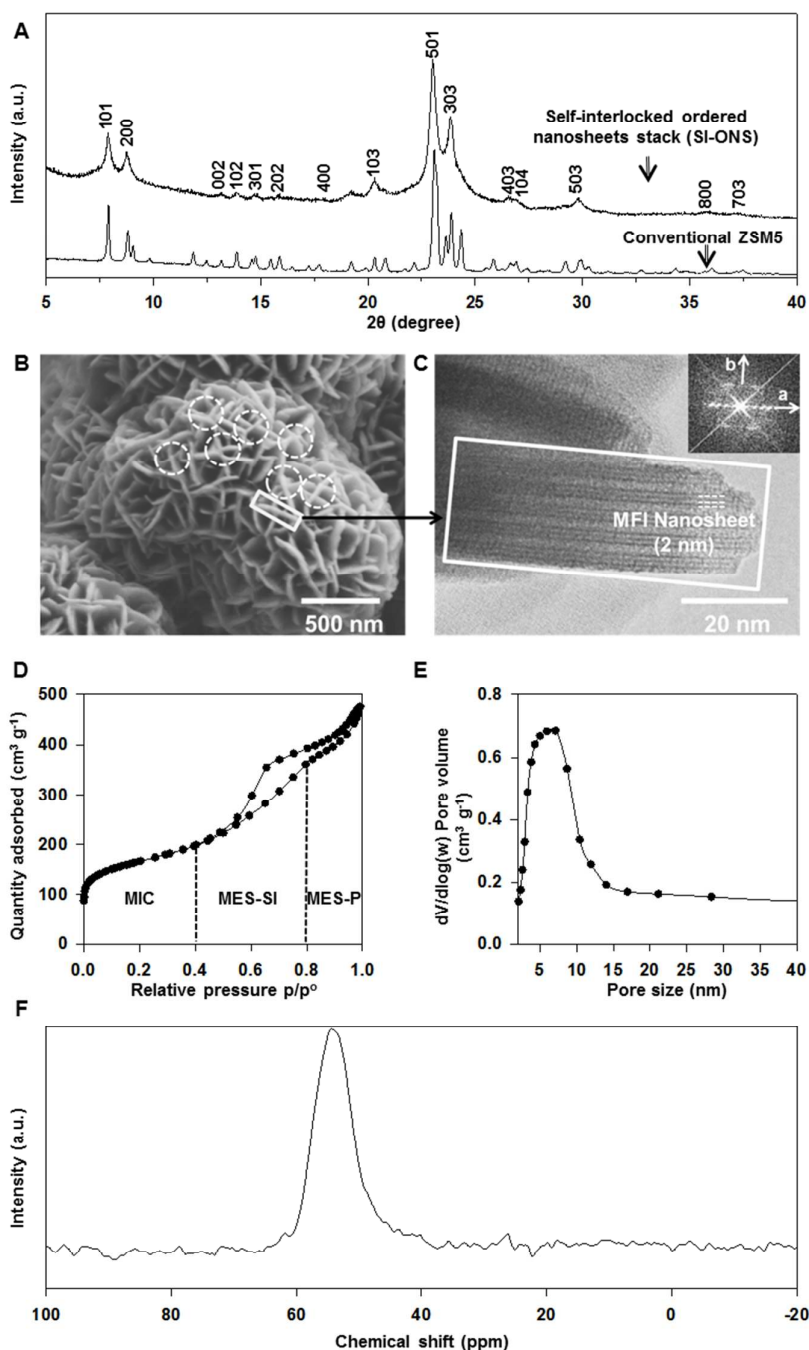 A
Intensity (a.u.)
101
200
002
102
301
202
400
103
501
303
403
104
503
800
703
Self-interlocked ordered
nanosheets stack (SI-ONS)
Conventional ZSM5
5 10 15 20 25 30 35 40
2θ (degree)
B
500 nm
C
b
a
MFI Nanosheet
(2 nm)
20 nm
D
Quantity adsorbed (cm³ g⁻¹)
500
400
300
200
100
0
MIC
MES-SI
MES-P
0.0 0.2 0.4 0.6 0.8 1.0
Relative pressure p/pº
E
dV/dlog(w) Pore volume
(cm³ g⁻¹)
0.8
0.6
0.4
0.2
0.0
5 10 15 20 25 30 35 40
Pore size (nm)
F
Intensity (a.u.)
100 80 60 40 20 0 -20
Chemical shift (ppm)